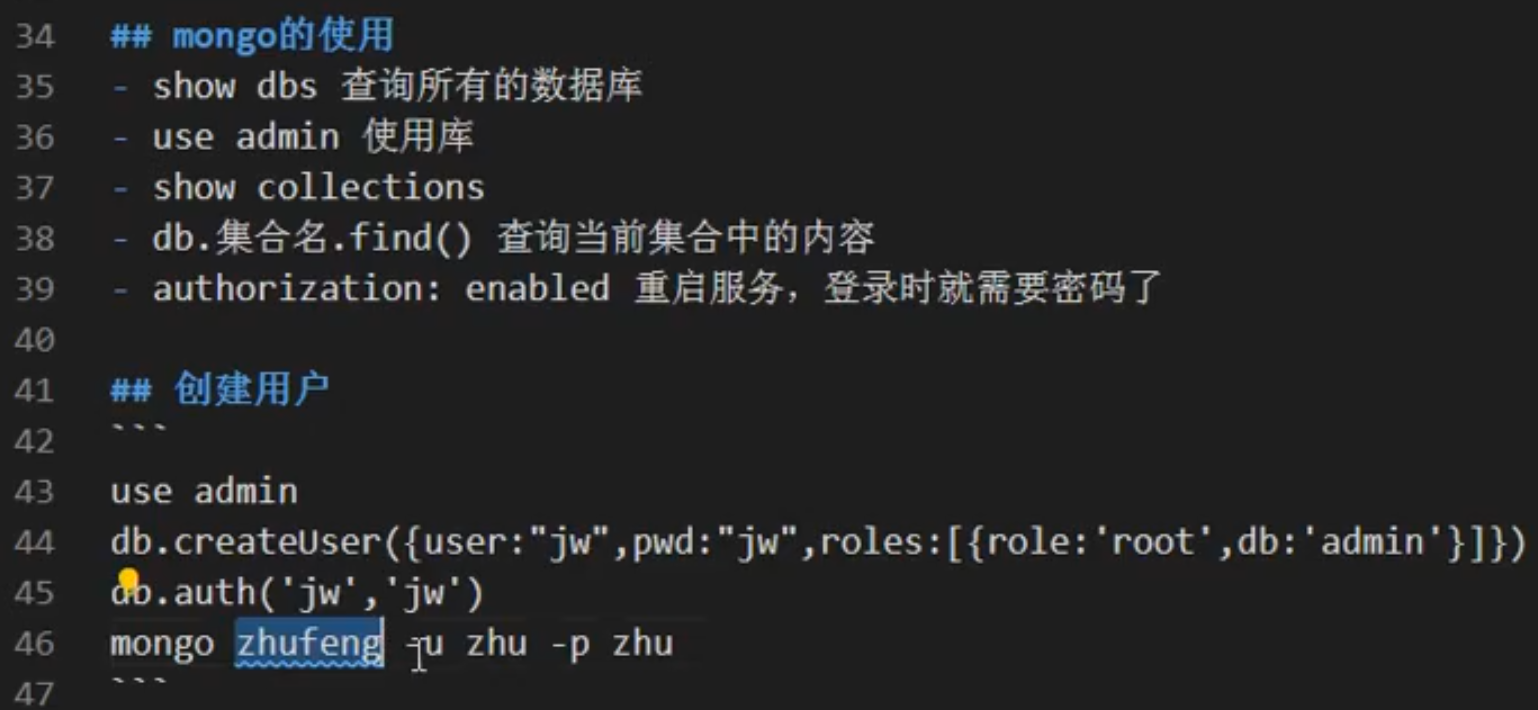 34 ## mongo的使用
35 - show dbs 查询所有的数据库
36 - use admin 使用库
37 - show collections
38 - db.集合名.find() 查询当前集合中的内容
39 - authorization: enabled 重启服务，登录时就需要密码了
40
41 ## 创建用户
42 ```
43 use admin
44 db.createUser({user:"jw",pwd:"jw",roles:[{role:'root',db:'admin'}]})
45 db.auth('jw','jw')
46 mongo zhufeng -u zhu -p zhu
47 ```